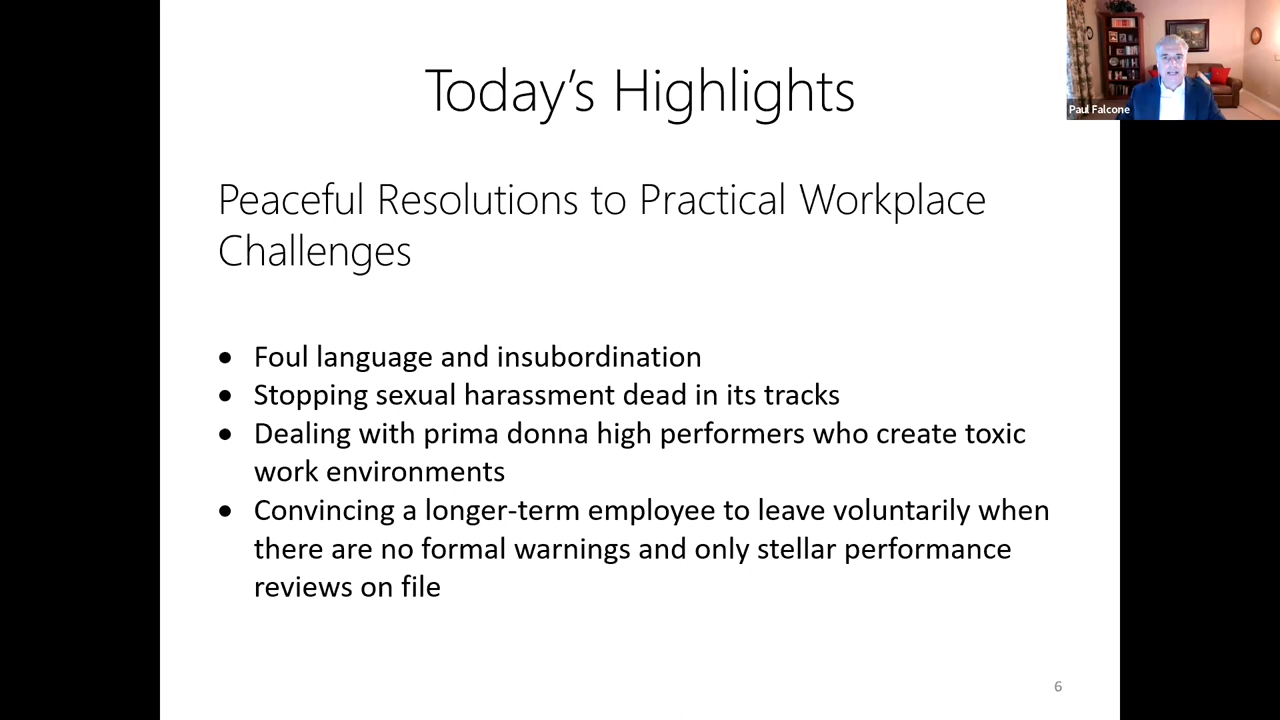 Today’s Highlights
Paul Falcone
Peaceful Resolutions to Practical Workplace
Challenges
● Foul language and insubordination
● Stopping sexual harassment dead in its tracks
● Dealing with prima donna high performers who create toxic
work environments
● Convincing a longer-term employee to leave voluntarily when
there are no formal warnings and only stellar performance
reviews on file
6